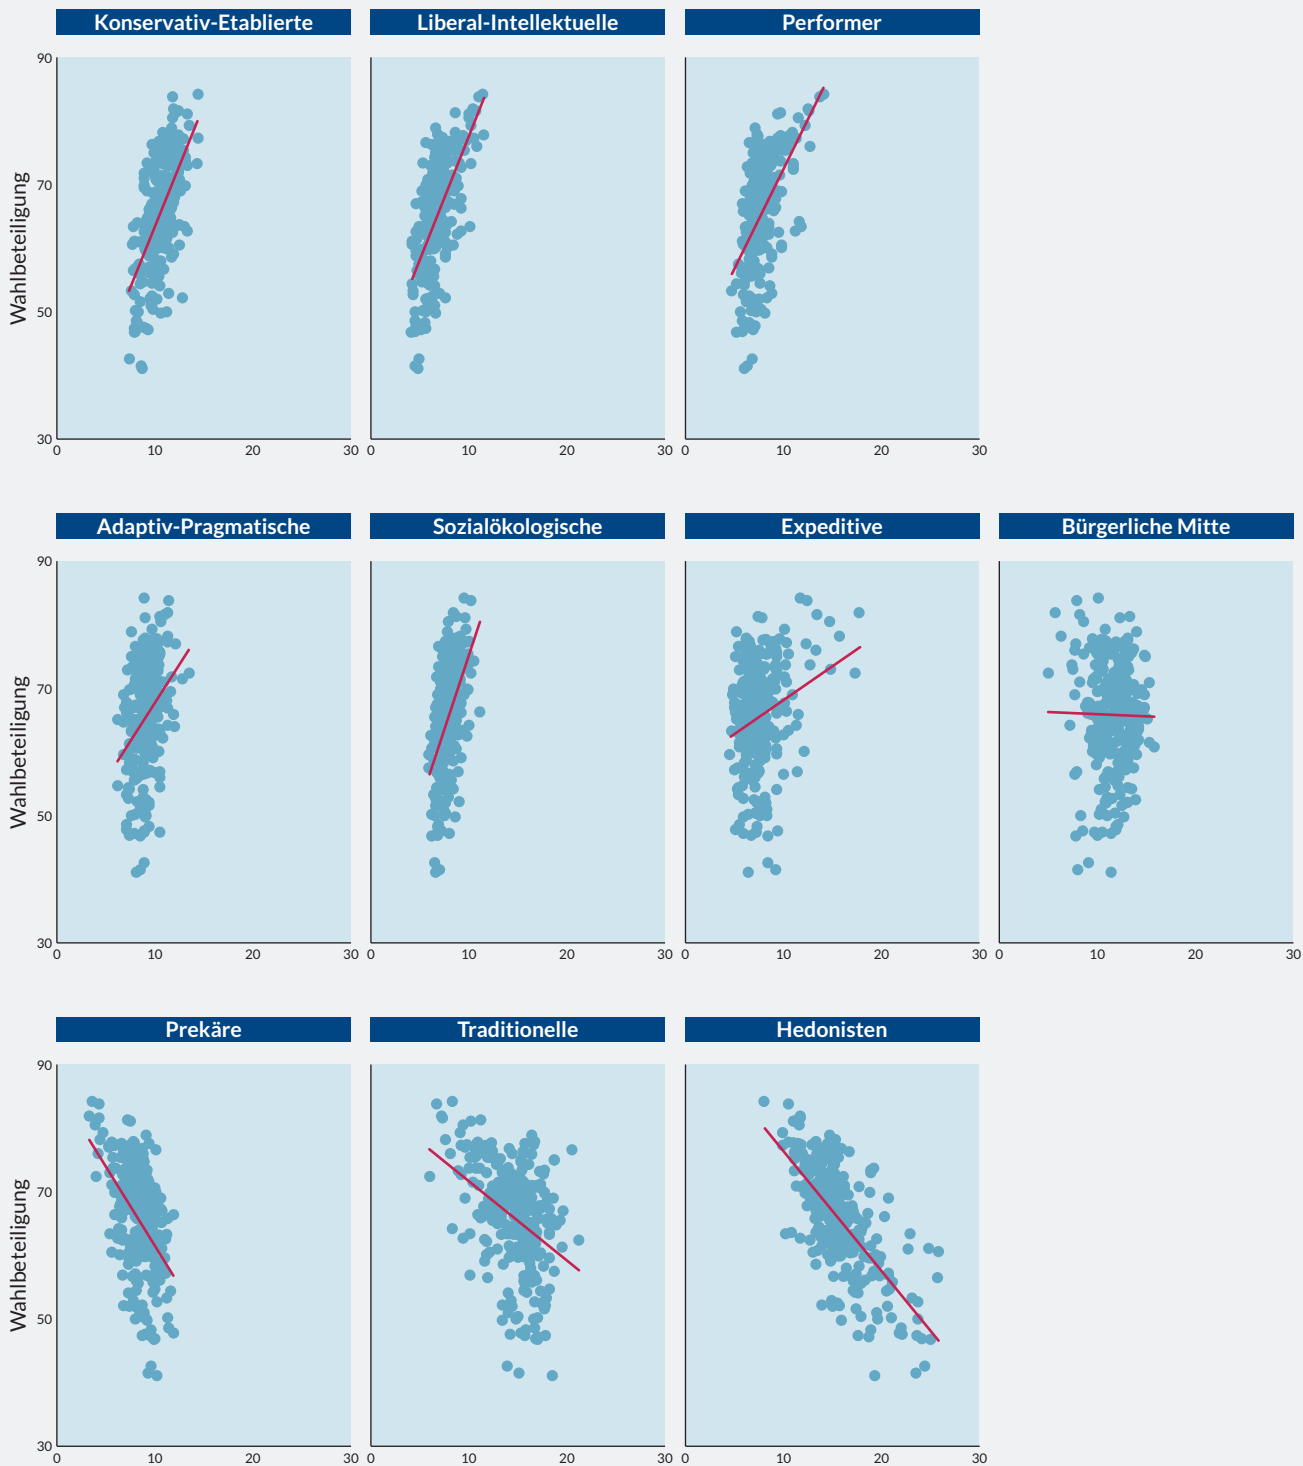 Konservativ-Etablierte Liberal-Intellektuelle Performer
90
70
50
30
Wahlbeteiligung
0 10 20 30 0 10 20 30 0 10 20 30
Adaptiv-Pragmatische Sozialökologische Expeditive Bürgerliche Mitte
90
70
50
30
Wahlbeteiligung
0 10 20 30 0 10 20 30 0 10 20 30 0 10 20 30
Prekäre Traditionelle Hedonisten
90
70
50
30
Wahlbeteiligung
0 10 20 30 0 10 20 30 0 10 20 30